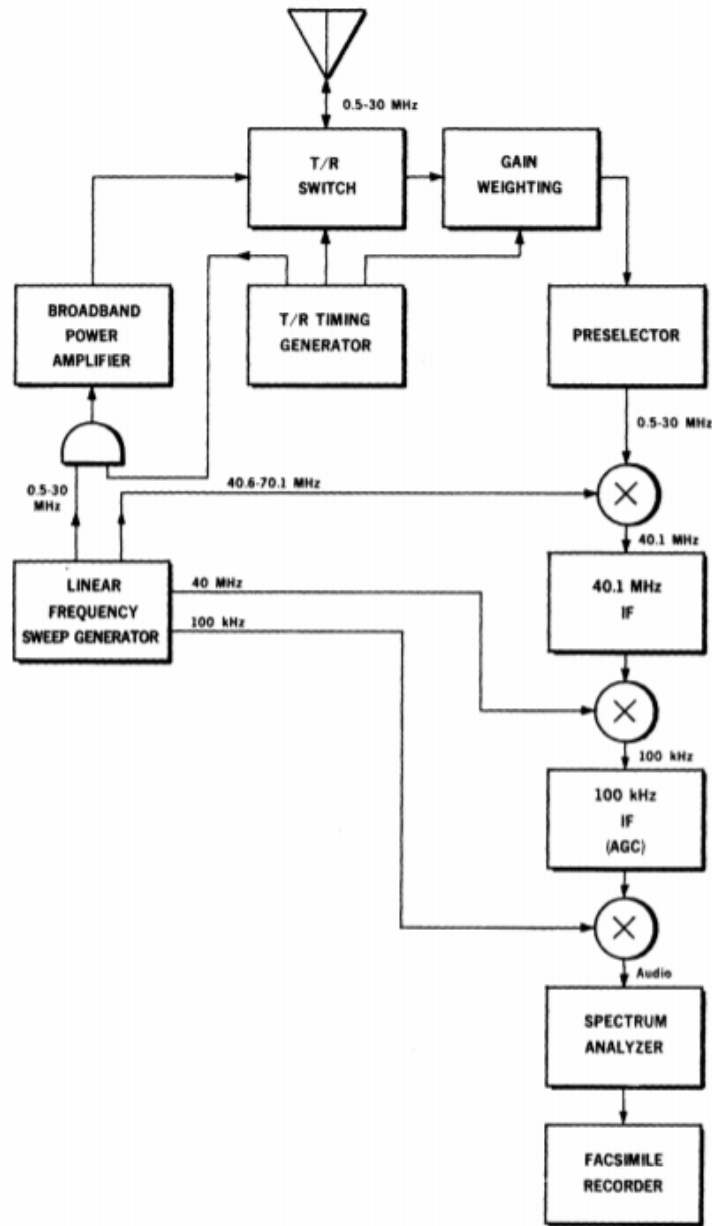 0.5-30 MHz
T/R
SWITCH
GAIN
WEIGHTING
BROADBAND
POWER
AMPLIFIER
T/R TIMING
GENERATOR
PRESELECTOR
0.5-30 MHz
0.5-30
MHz
40.6-70.1 MHz
40.1 MHz
LINEAR
FREQUENCY
SWEEP GENERATOR
40 MHz
100 kHz
40.1 MHz
IF
100 kHz
100 kHz
IF
(AGC)
Audio
SPECTRUM
ANALYZER
FACSIMILE
RECORDER